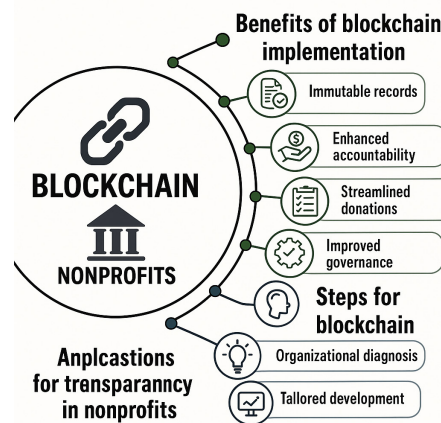 Benefits of blockchain
implementation
Immutable records
Enhanced
accountability
Streamlined
donations
Improved
governance
BLOCKCHAIN
NONPROFITS
Steps for
blockchain
Organizational diagnosis
Tailored development
Anplcastions
for transparanncy
in nonprofits